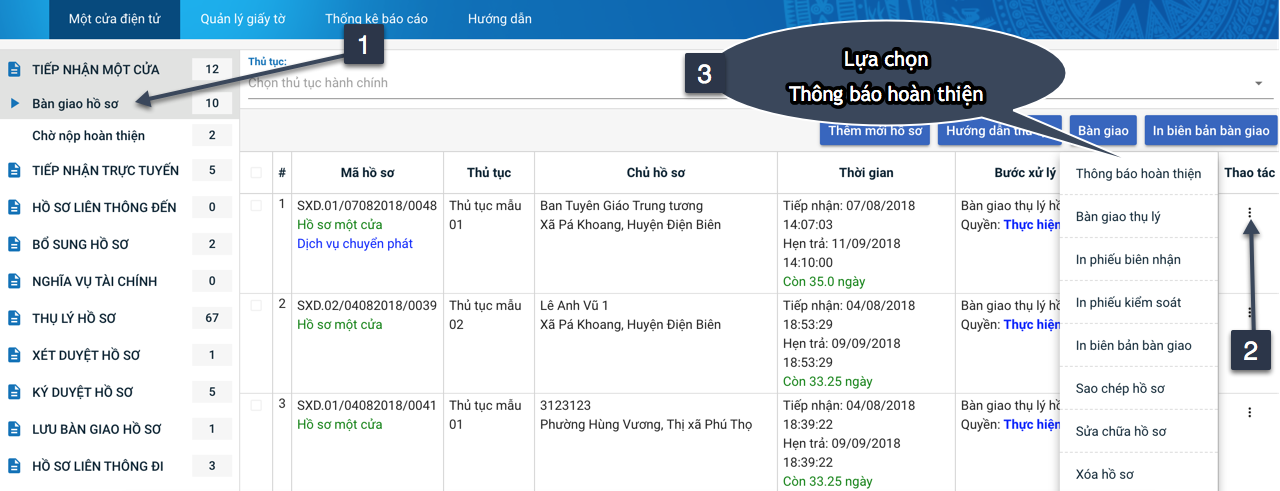 Một cửa điện tử
Quản lý giấy tờ
Thống kê báo cáo
Hướng dẫn
1
TIẾP NHẬN MỘT CỬA 12
Bàn giao hồ sơ 10
Chờ nộp hoàn thiện 2
TIẾP NHẬN TRỰC TUYẾN 5
HỒ SƠ LIÊN THÔNG ĐẾN 0
BỔ SUNG HỒ SƠ 2
NGHĨA VỤ TÀI CHÍNH 0
THỤ LÝ HỒ SƠ 67
XÉT DUYỆT HỒ SƠ 1
KÝ DUYỆT HỒ SƠ 5
LƯU BÀN GIAO HỒ SƠ 1
HỒ SƠ LIÊN THÔNG ĐI 3
Thủ tục:
Chọn thủ tục hành chính
3
Lựa chọn
Thông báo hoàn thiện
Thêm mới hồ sơ
Hướng dẫn
Bàn giao
In biên bản bàn giao
# Mã hồ sơ Thủ tục Chủ hồ sơ Thời gian Bước xử lý Thao tác
1 SXD.01/07082018/0048
Hồ sơ một cửa
Dịch vụ chuyển phát
Thủ tục mẫu
01
Ban Tuyên Giáo Trung tương
Xã Pá Khoang, Huyện Điện Biên
Tiếp nhận: 07/08/2018
14:07:03
Hẹn trả: 11/09/2018
14:10:00
Còn 35.0 ngày
Bàn giao thụ lý
Quyền: Thực hiện
2 SXD.02/04082018/0039
Hồ sơ một cửa
Thủ tục mẫu
02
Lê Anh Vũ 1
Xã Pá Khoang, Huyện Điện Biên
Tiếp nhận: 04/08/2018
18:53:29
Hẹn trả: 09/09/2018
18:53:29
Còn 33.25 ngày
Bàn giao thụ lý
Quyền: Thực hiện
3 SXD.01/04082018/0041
Hồ sơ một cửa
Thủ tục mẫu
01
3123123
Phường Hùng Vương, Thị xã Phú Thọ
Tiếp nhận: 04/08/2018
18:39:22
Hẹn trả: 09/09/2018
18:39:22
Còn 33.25 ngày
Bàn giao thụ lý
Quyền: Thực hiện
Thông báo hoàn thiện
Bàn giao thụ lý
In phiếu biên nhận
In phiếu kiểm soát
In biên bản bàn giao
Sao chép hồ sơ
Sửa chữa hồ sơ
Xóa hồ sơ
2